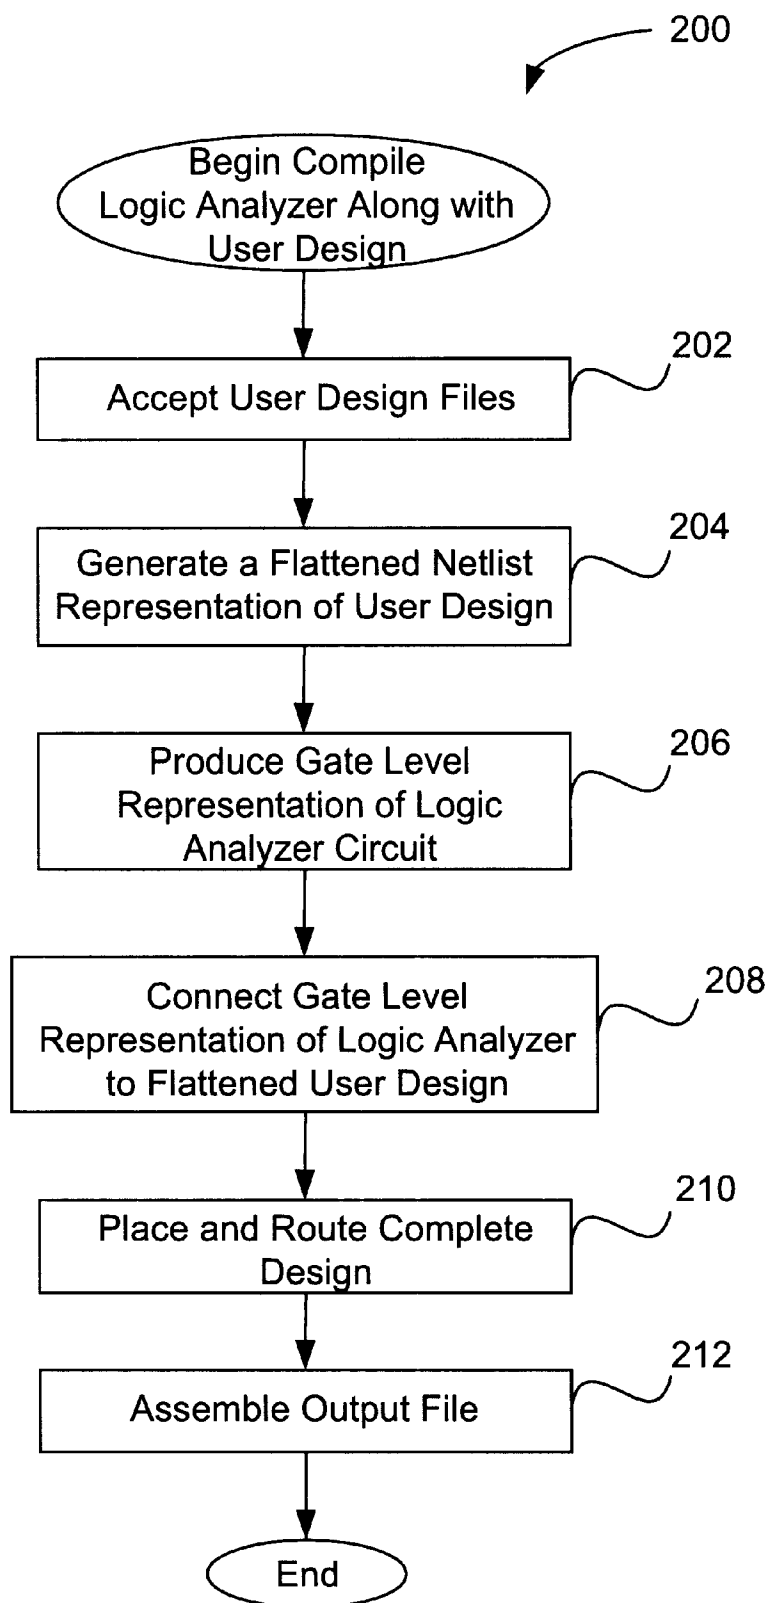 200
Begin Compile
Logic Analyzer Along with
User Design
202
Accept User Design Files
204
Generate a Flattened Netlist
Representation of User Design
206
Produce Gate Level
Representation of Logic
Analyzer Circuit
208
Connect Gate Level
Representation of Logic Analyzer
to Flattened User Design
210
Place and Route Complete
Design
212
Assemble Output File
End